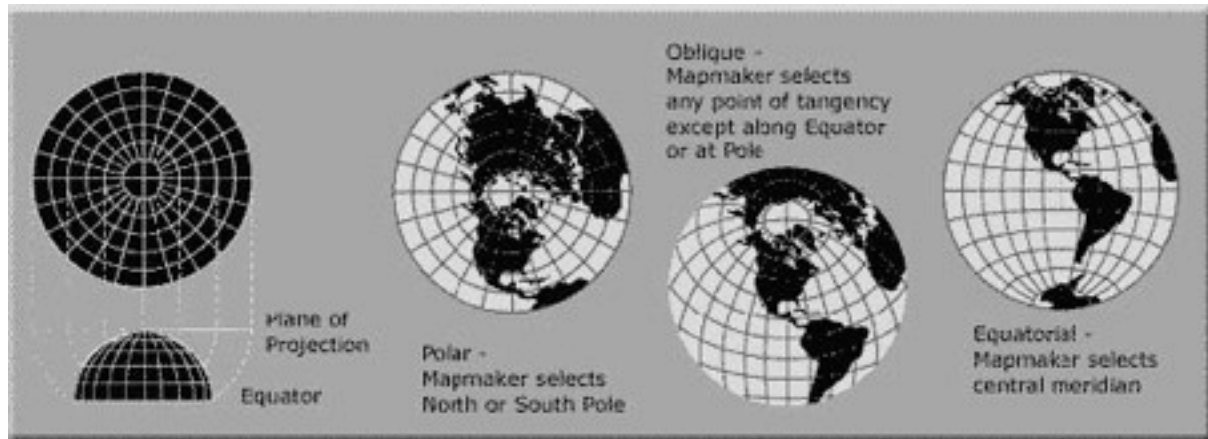 Plane of
Projection
Equator
Polar -
Mapmaker selects
North or South Pole
Oblique -
Mapmaker selects
any point of tangency
except along Equator
or at Pole
Equatorial -
Mapmaker selects
central meridian